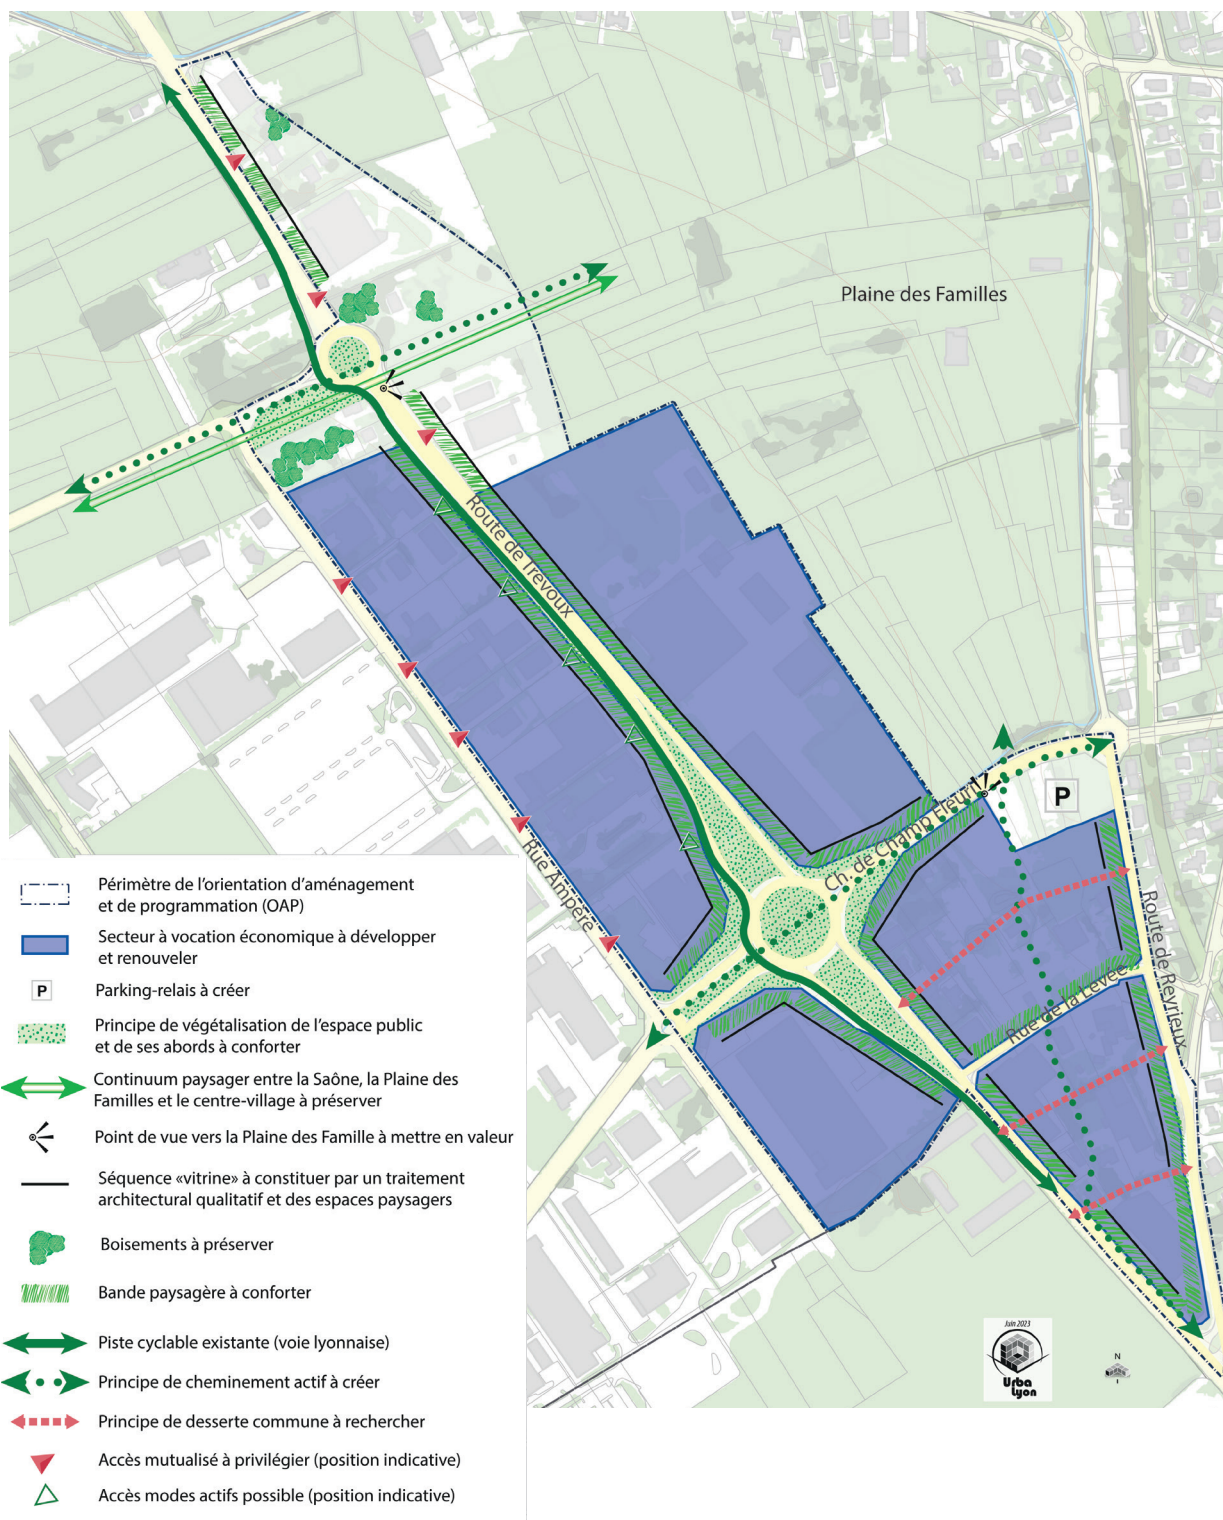 Plaine des Familles
Route de Trévoux
Ch. de Champ Fleuri
P
Rue Ampère
Route de Reyrieux
Rue de la Levée
Périmètre de l'orientation d'aménagement
et de programmation (OAP)
Secteur à vocation économique à développer
et renouveler
P
Parking-relais à créer
Principe de végétalisation de l'espace public
et de ses abords à conforter
Continuum paysager entre la Saône, la Plaine des
Familles et le centre-village à préserver
Point de vue vers la Plaine des Famille à mettre en valeur
Séquence «vitrine» à constituer par un traitement
architectural qualitatif et des espaces paysagers
Boisements à préserver
Bande paysagère à conforter
Piste cyclable existante (voie lyonnaise)
Principe de cheminement actif à créer
Principe de desserte commune à rechercher
Accès mutualisé à privilégier (position indicative)
Accès modes actifs possible (position indicative)
Juin 2023
Urba
Lyon
N